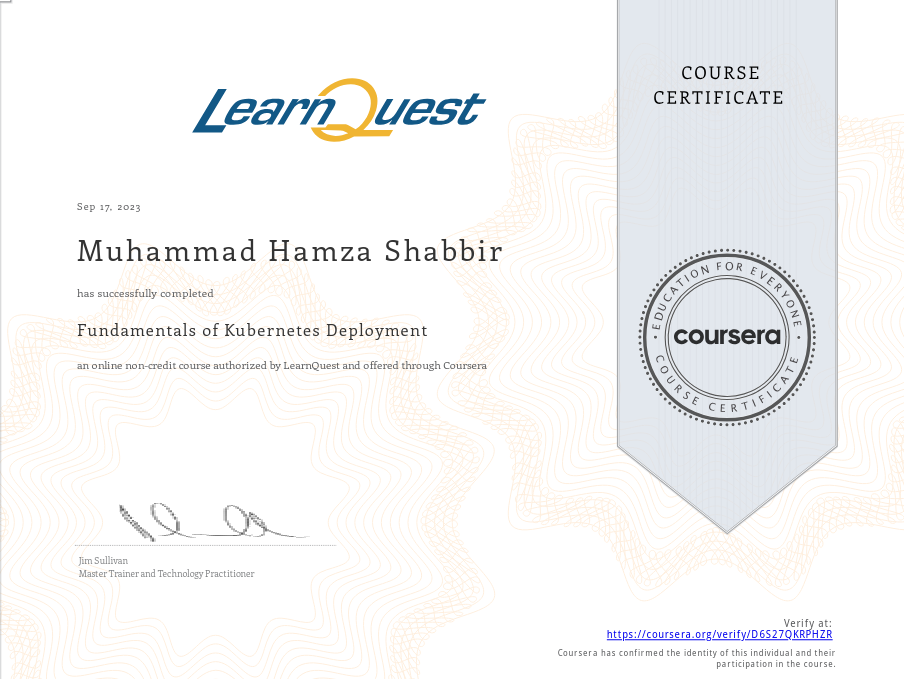 LearnQuest
COURSE
CERTIFICATE
Sep 17, 2023
Muhammad Hamza Shabbir
has successfully completed
Fundamentals of Kubernetes Deployment
an online non-credit course authorized by LearnQuest and offered through Coursera
EDUCATION FOR EVERYONE
coursera
COURSE CERTIFICATE
Jim Sullivan
Master Trainer and Technology Practitioner
Verify at:
https://coursera.org/verify/D6S27QKRPHZR
Coursera has confirmed the identity of this individual and their
participation in the course.